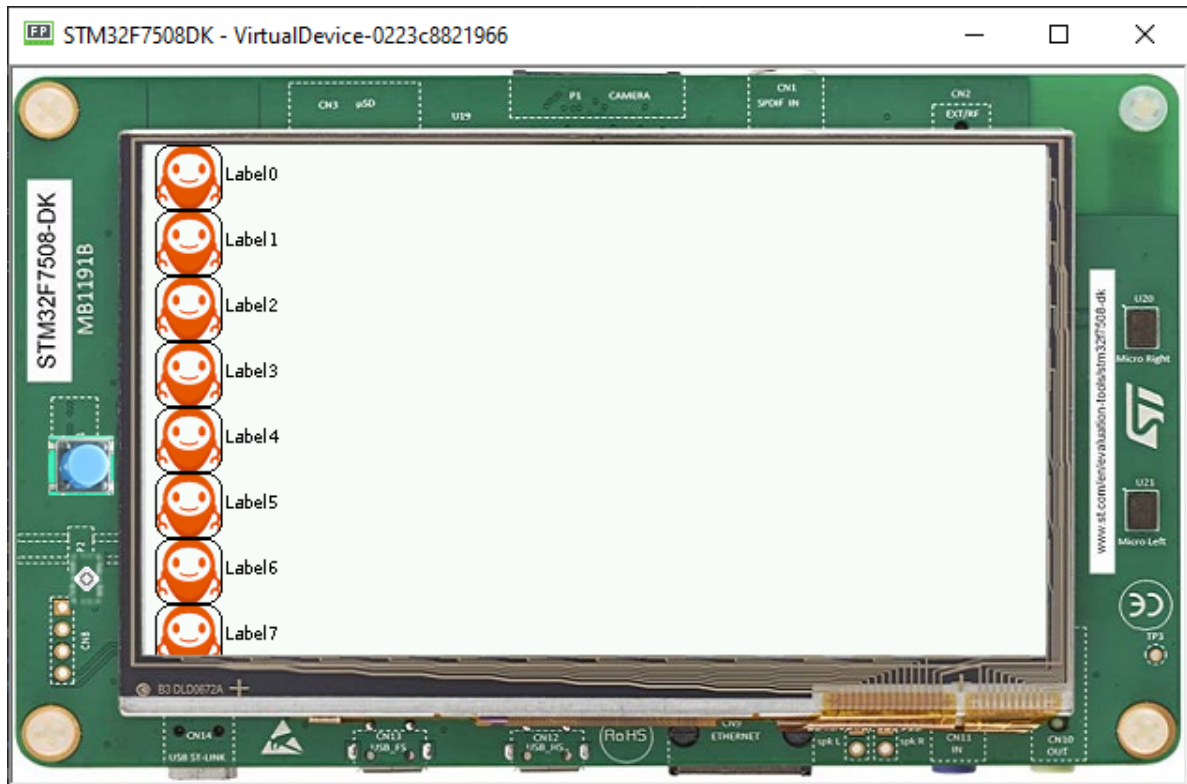 STM32F7508DK - VirtualDevice-0223c8821966
CN3 µSD
U19
P1 CAMERA
CN1
SPDIF IN
CN2
EXT/RF
STM32F7508-DK
MB1191B
Label0
Label1
Label2
Label3
Label4
Label5
Label6
Label7
www.st.com/en/evaluation-tools/stm32f7508-dk
U20
Micro Right
U21
Micro Left
TP3
P2
CN8
B3 DLD0672A
CN14
USB ST-LINK
CN13
USB_FS
CN12
USB_HS
RoHS
CN9
ETHERNET
spk L
spk R
CN11
IN
CN10
OUT